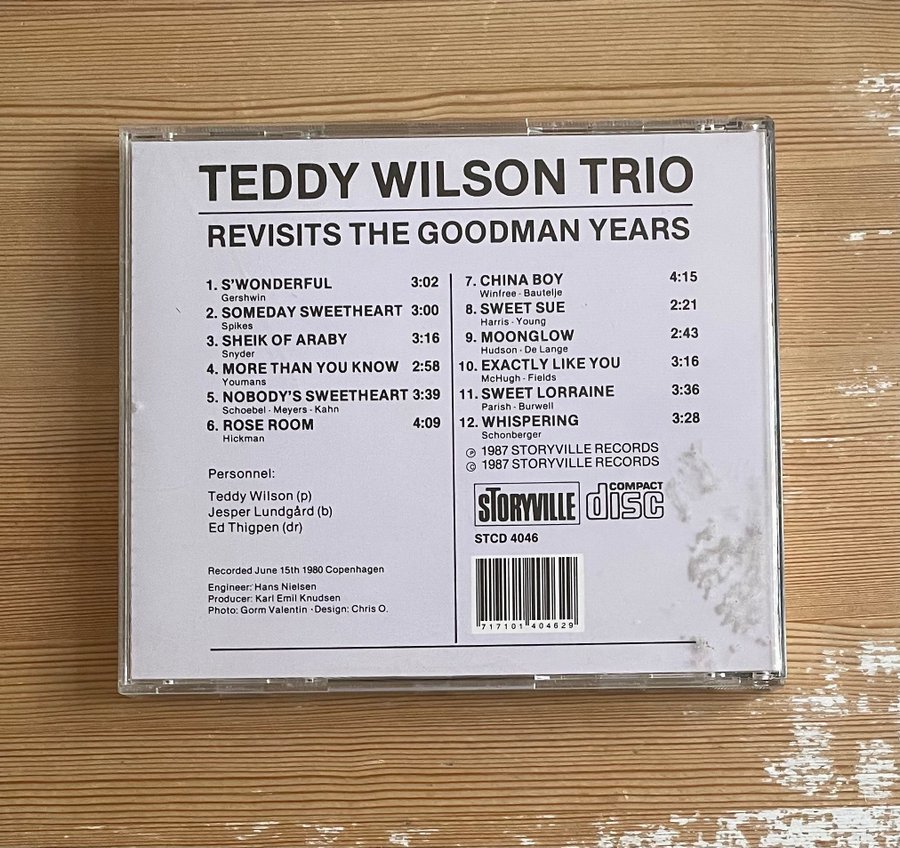 TEDDY WILSON TRIO
REVISITS THE GOODMAN YEARS
1. S'WONDERFUL 3:02
Gershwin
2. SOMEDAY SWEETHEART 3:00
Spikes
3. SHEIK OF ARABY 3:16
Snyder
4. MORE THAN YOU KNOW 2:58
Youmans
5. NOBODY'S SWEETHEART 3:39
Schoebel · Meyers · Kahn
6. ROSE ROOM 4:09
Hickman
Personnel:
Teddy Wilson (p)
Jesper Lundgård (b)
Ed Thigpen (dr)
Recorded June 15th 1980 Copenhagen
Engineer: Hans Nielsen
Producer: Karl Emil Knudsen
Photo: Gorm Valentin · Design: Chris O.
7. CHINA BOY 4:15
Winfree · Bautelje
8. SWEET SUE 2:21
Harris · Young
9. MOONGLOW 2:43
Hudson · De Lange
10. EXACTLY LIKE YOU 3:16
McHugh · Fields
11. SWEET LORRAINE 3:36
Parish · Burwell
12. WHISPERING 3:28
Schonberger
℗ 1987 STORYVILLE RECORDS
© 1987 STORYVILLE RECORDS
STORYVILLE
COMPACT
disc
STCD 4046
717101 404629